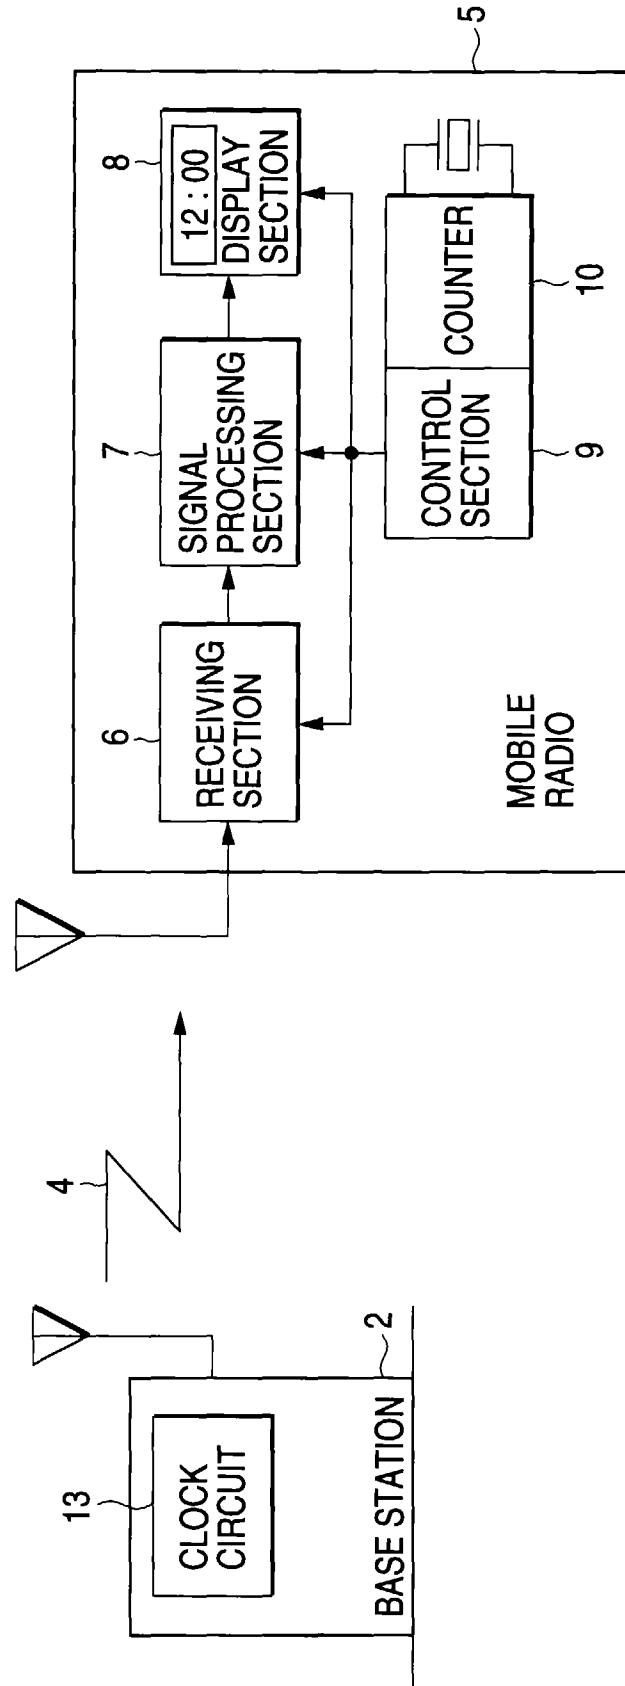 13
CLOCK
CIRCUIT
BASE STATION
2
4
5
6
RECEIVING
SECTION
7
SIGNAL
PROCESSING
SECTION
8
12 : 00
DISPLAY
SECTION
CONTROL
SECTION
COUNTER
9
10
MOBILE
RADIO